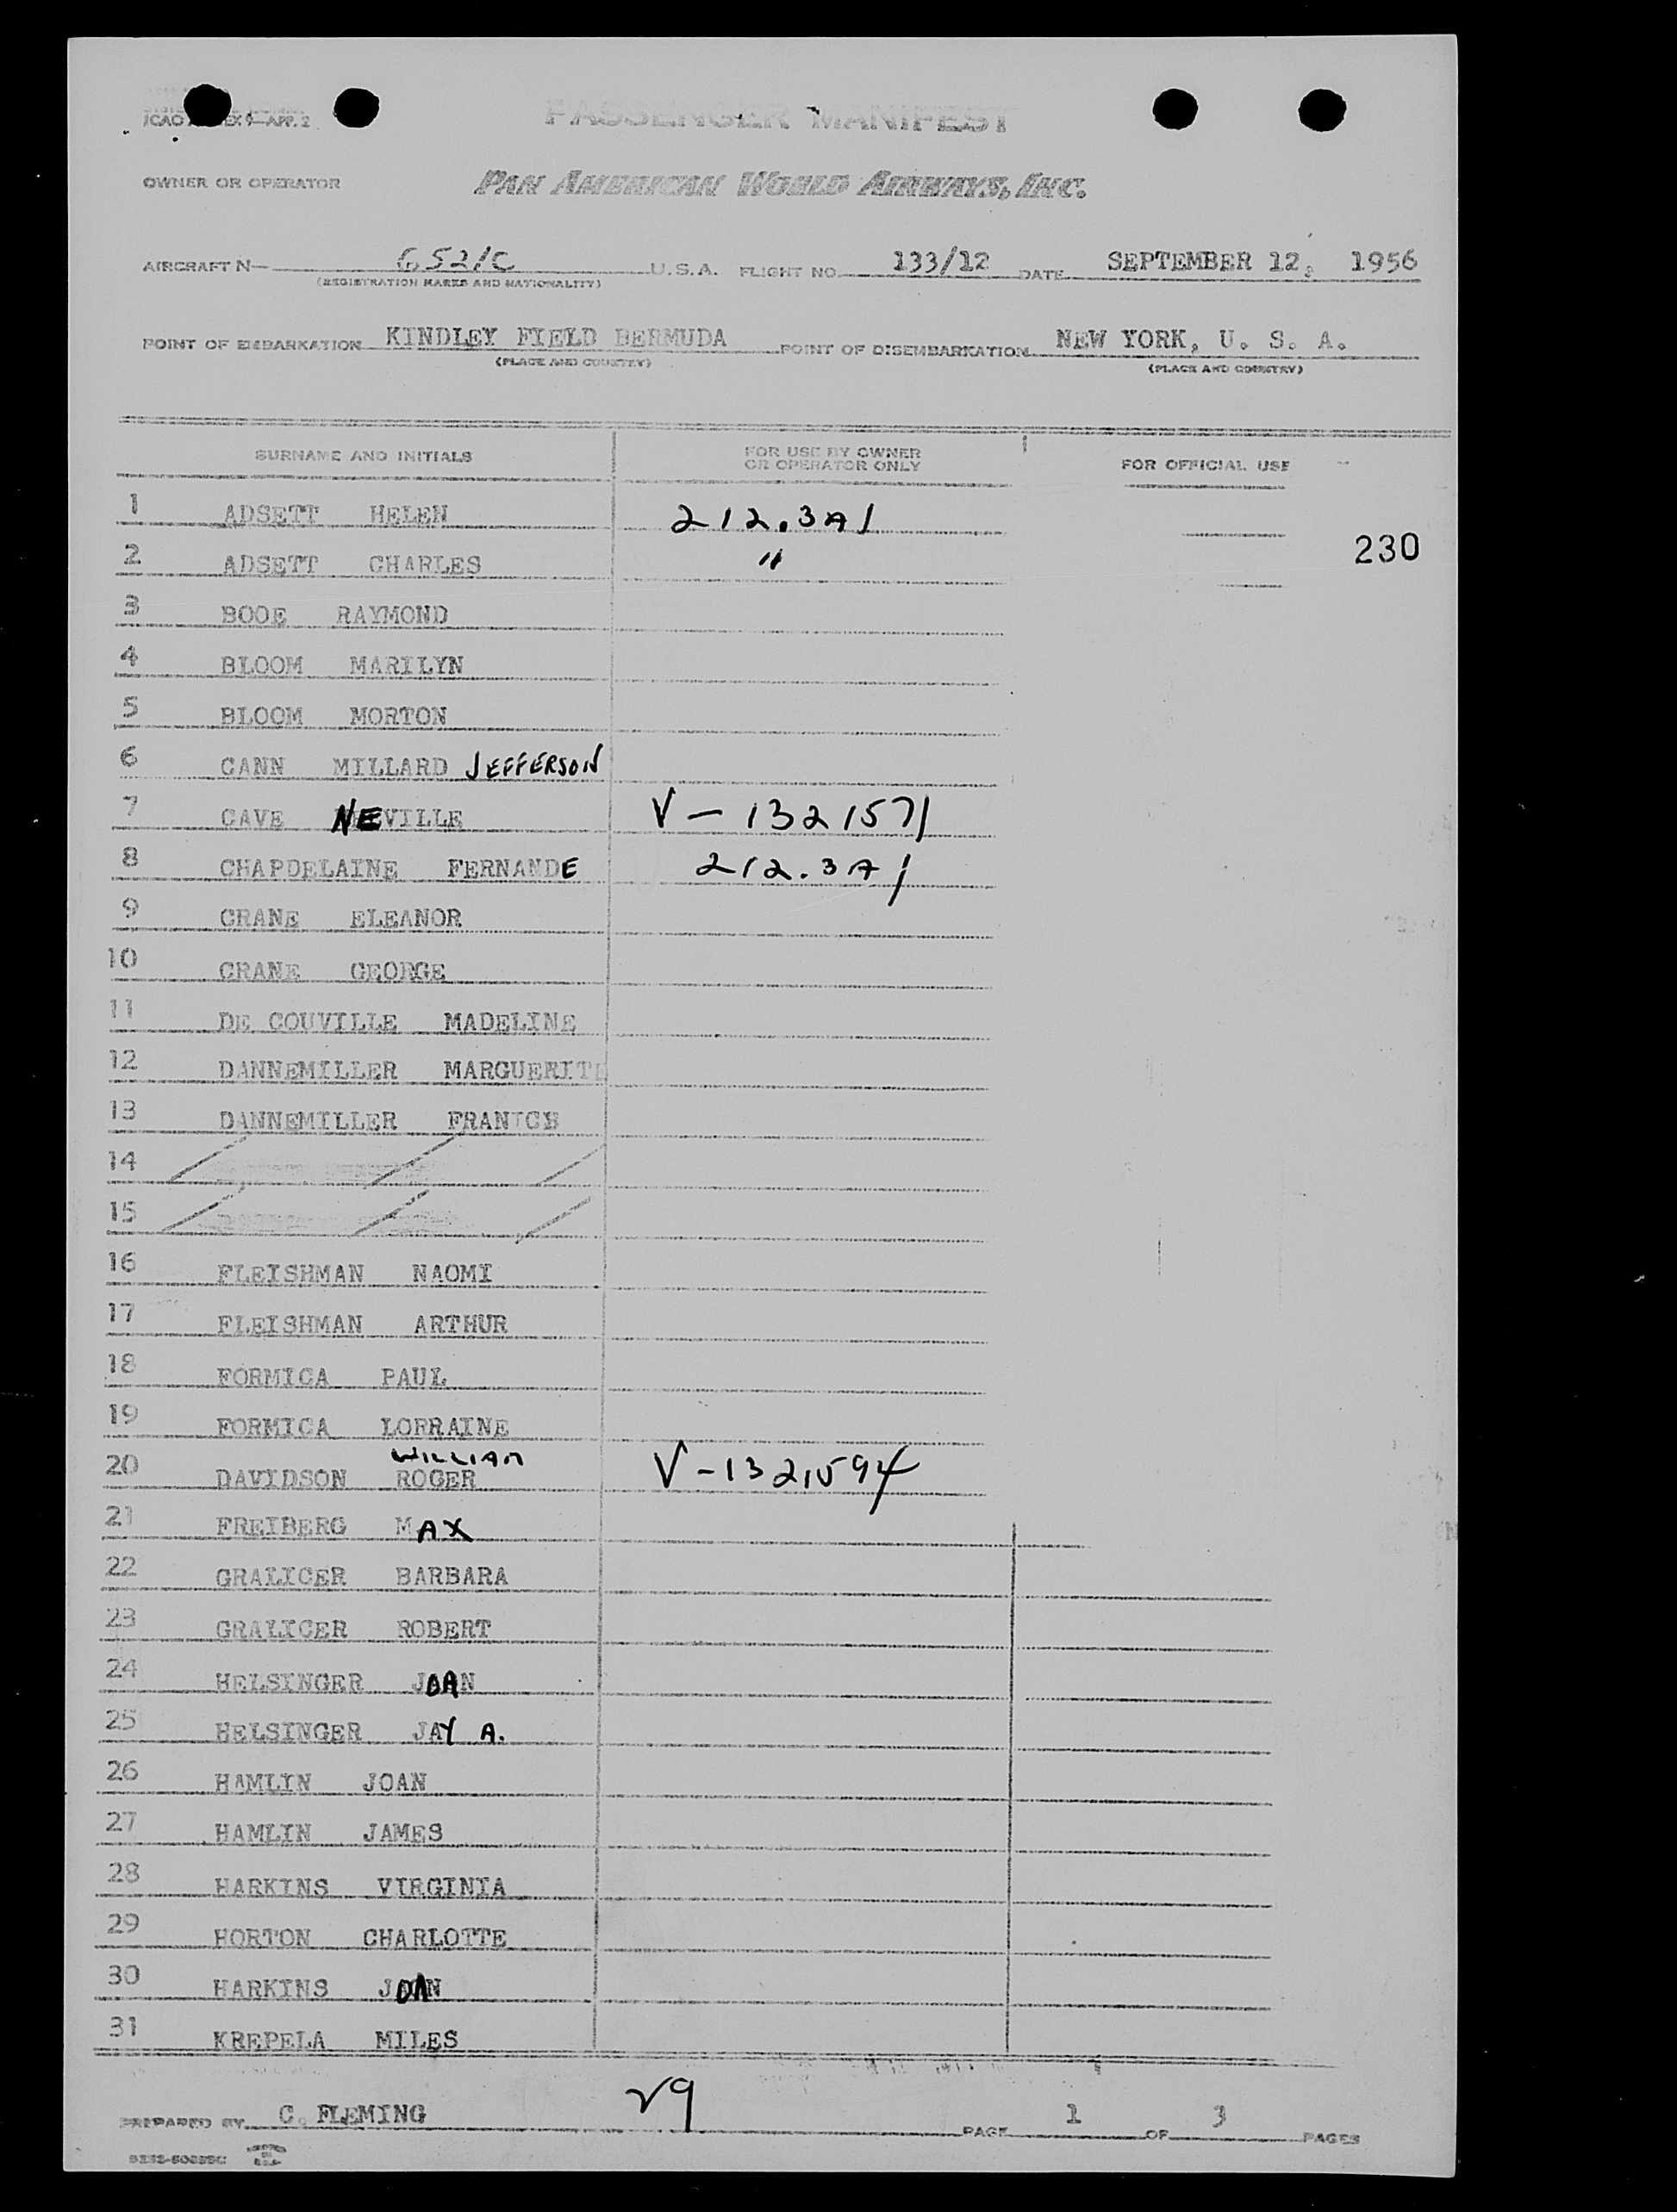 ICAO ANNEX 9—APP. 2
PASSENGER MANIFEST
OWNER OR OPERATOR PAN AMERICAN WORLD AIRWAYS, INC.
AIRCRAFT N— 6521C U.S.A. FLIGHT NO. 133/12 DATE SEPTEMBER 12, 1956
(REGISTRATION MARKS AND NATIONALITY)
POINT OF EMBARKATION KINDLEY FIELD BERMUDA POINT OF DISEMBARKATION NEW YORK, U. S. A.
(PLACE AND COUNTRY) (PLACE AND COUNTRY)
SURNAME AND INITIALS FOR USE BY OWNER OR OPERATOR ONLY FOR OFFICIAL USE
1 ADSETT HELEN 212.3A1
2 ADSETT CHARLES " 230
3 BOOE RAYMOND
4 BLOOM MARILYN
5 BLOOM MORTON
6 CANN MILLARD JEFFERSON
7 CAVE NEVILLE V-1321571
8 CHAPDELAINE FERNANDE 212.3A1
9 CRANE ELEANOR
10 CRANE GEORGE
11 DE COUVILLE MADELINE
12 DANNEMILLER MARGUERITE
13 DANNEMILLER
14
15
16 FLEISHMAN NAOMI
17 FLEISHMAN ARTHUR
18 FORMICA PAUL
19 FORMICA LORRAINE
WILLIAM
20 DAVIDSON ROGER V-1321594
21 FREIBERG MAX
22 GRALICER BARBARA
23 GRALICER ROBERT
24 HELSINGER JOAN
25 HELSINGER JAY A.
26 HAMLIN JOAN
27 HAMLIN JAMES
28 HARKINS VIRGINIA
29 HORTON CHARLOTTE
30 HARKINS JOAN
31 KREPELA MILES
29
PREPARED BY C. FLEMING PAGE 1 OF 3 PAGES